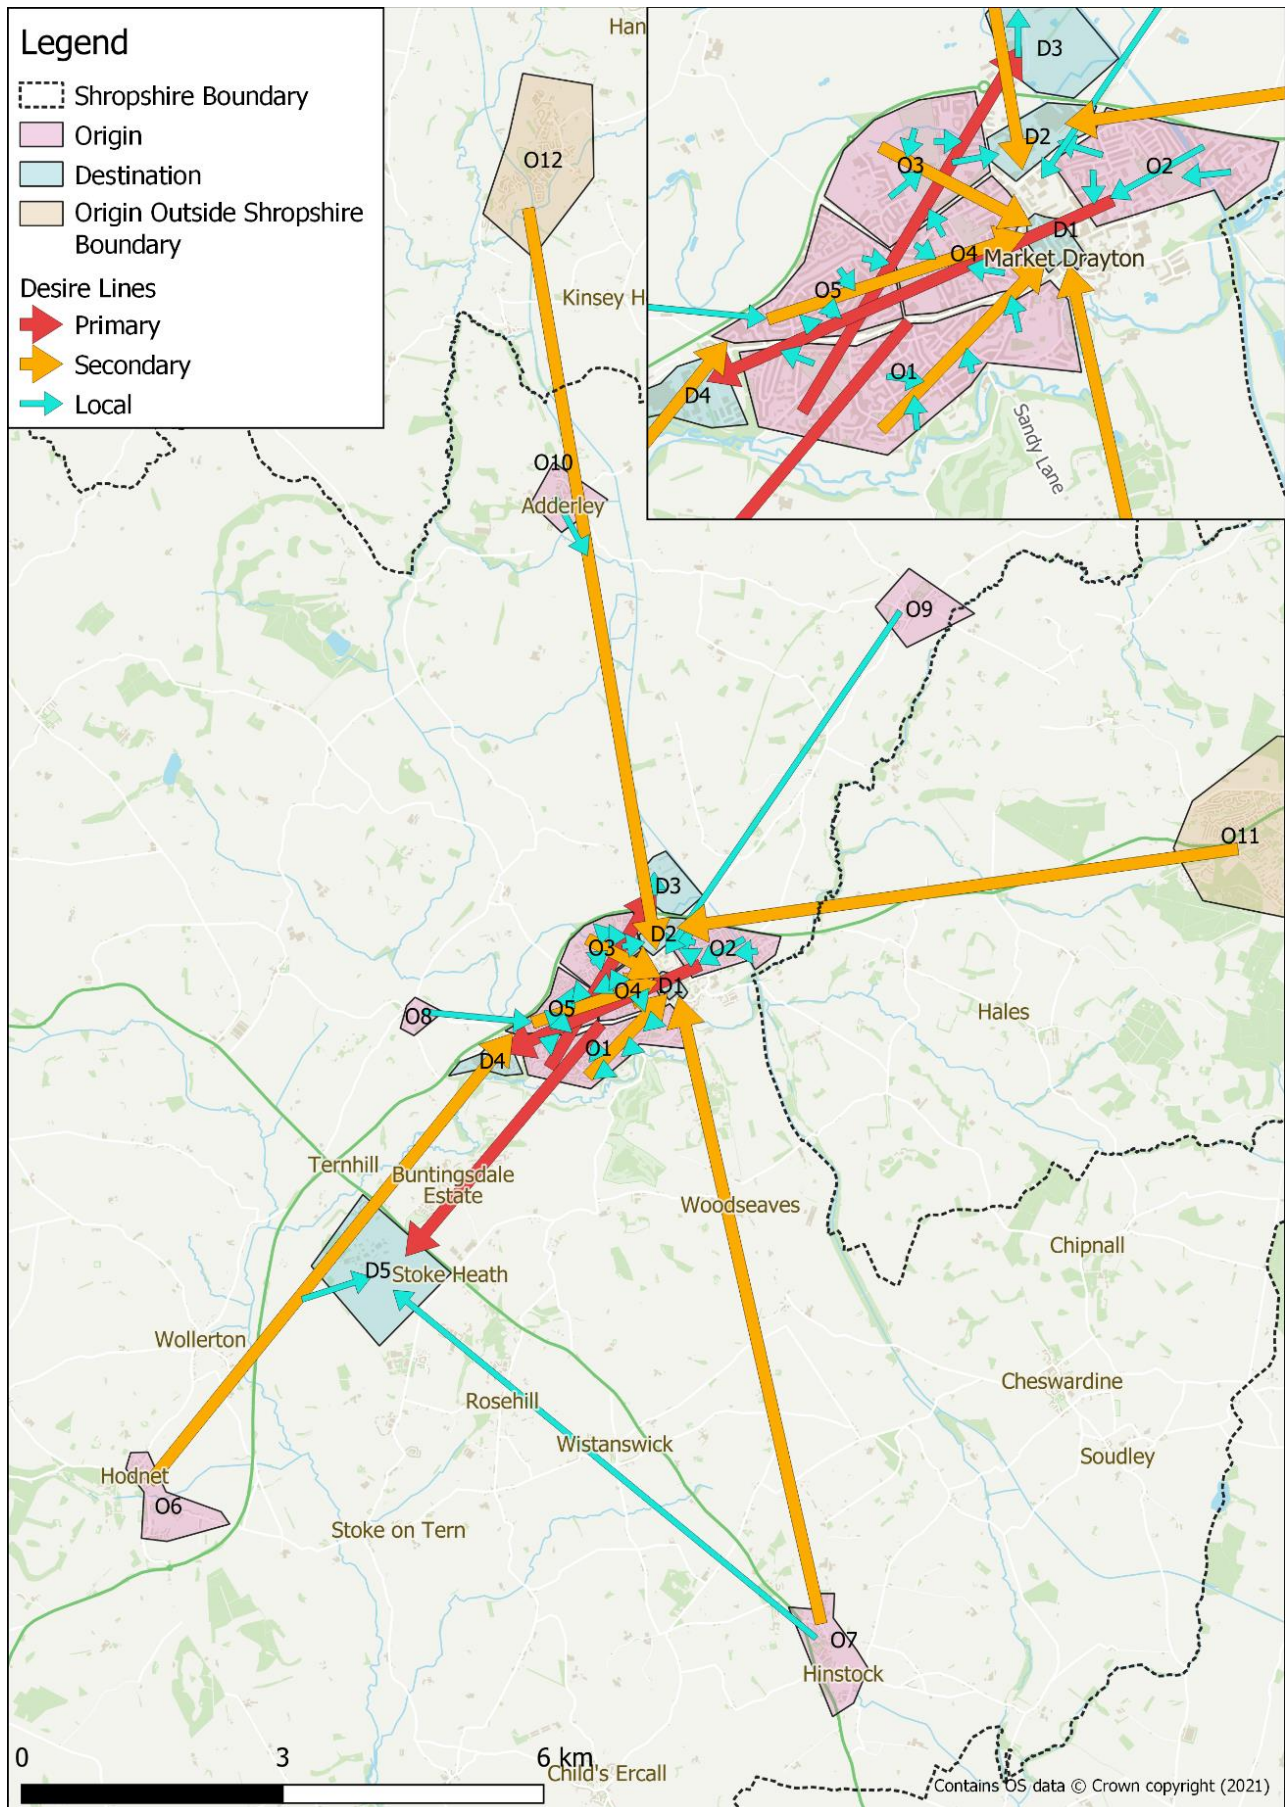 Legend
Shropshire Boundary
Origin
Destination
Origin Outside Shropshire
Boundary
Desire Lines
Primary
Secondary
Local
Han
O12
Kinsey H
O10
Adderley
D3
D2
O3
O2
D1
O4
Market Drayton
O5
O1
D4
Sandy Lane
O9
O11
D3
D2
O3
O2
D1
O4
O5
O8
O1
D4
Hales
Ternhill
Buntingsdale
Estate
Woodseaves
Chipnall
D5
Stoke Heath
Wollerton
Rosehill
Cheswardine
Wistanswick
Soudley
Hodnet
O6
Stoke on Tern
O7
Hinstock
0 3 6 km
Child's Ercall
Contains OS data © Crown copyright (2021)